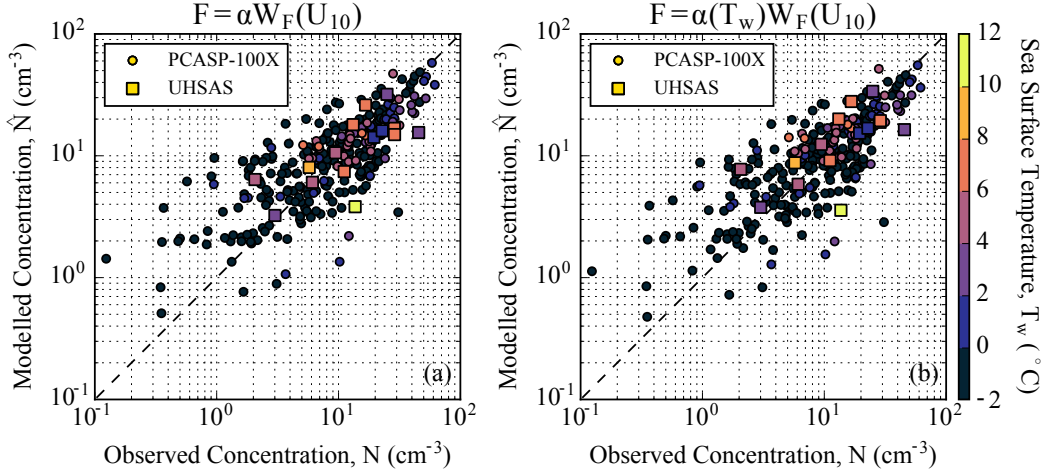 F = αW_F(U_10)
F = α(T_w)W_F(U_10)
10^2
PCASP-100X
UHSAS
10^1
10^0
10^-1
Modelled Concentration, N̂ (cm^-3)
(a)
10^-1
10^0
10^1
10^2
Observed Concentration, N (cm^-3)
10^2
PCASP-100X
UHSAS
10^1
10^0
10^-1
Modelled Concentration, N̂ (cm^-3)
(b)
10^-1
10^0
10^1
10^2
Observed Concentration, N (cm^-3)
12
10
8
6
4
2
0
-2
Sea Surface Temperature, T_w (°C)